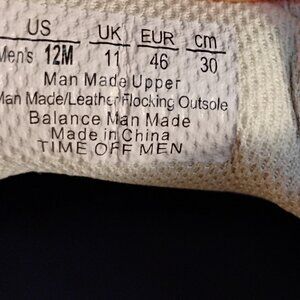 US UK EUR cm
Men's 12M 11 46 30
Man Made Upper
Man Made/Leather Flocking Outsole
Balance Man Made
Made in China
TIME OFF MEN